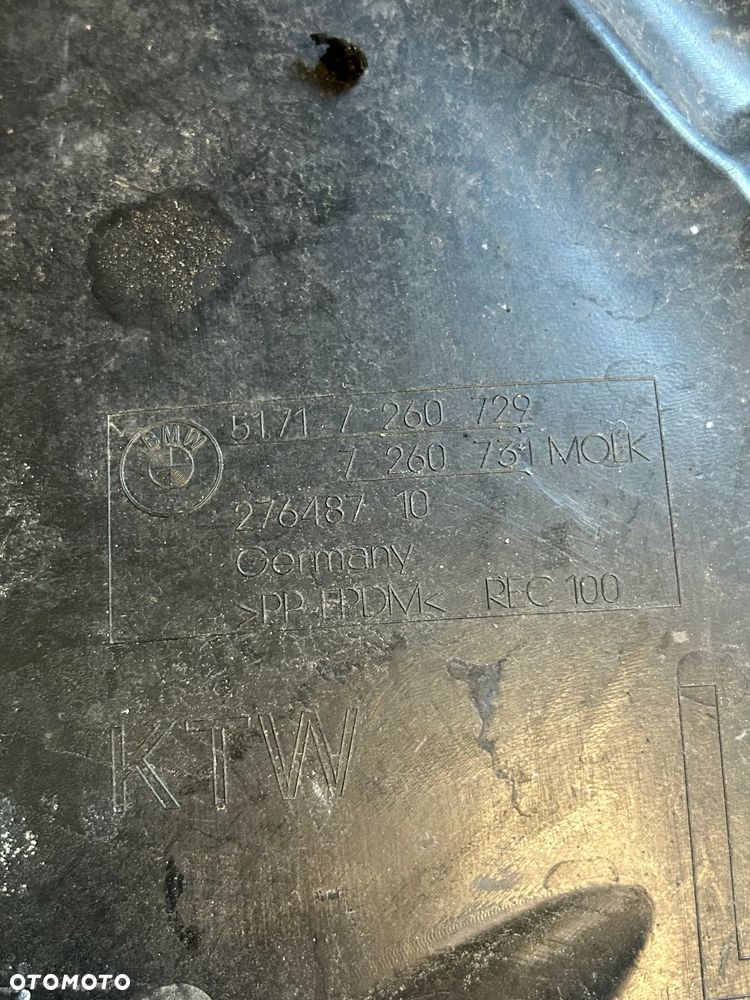 BMW
5171 7 260 729
7 260 731 MOLK
276487 10
Germany
>PP-EPDM< REC 100
KTW
OTOMOTO